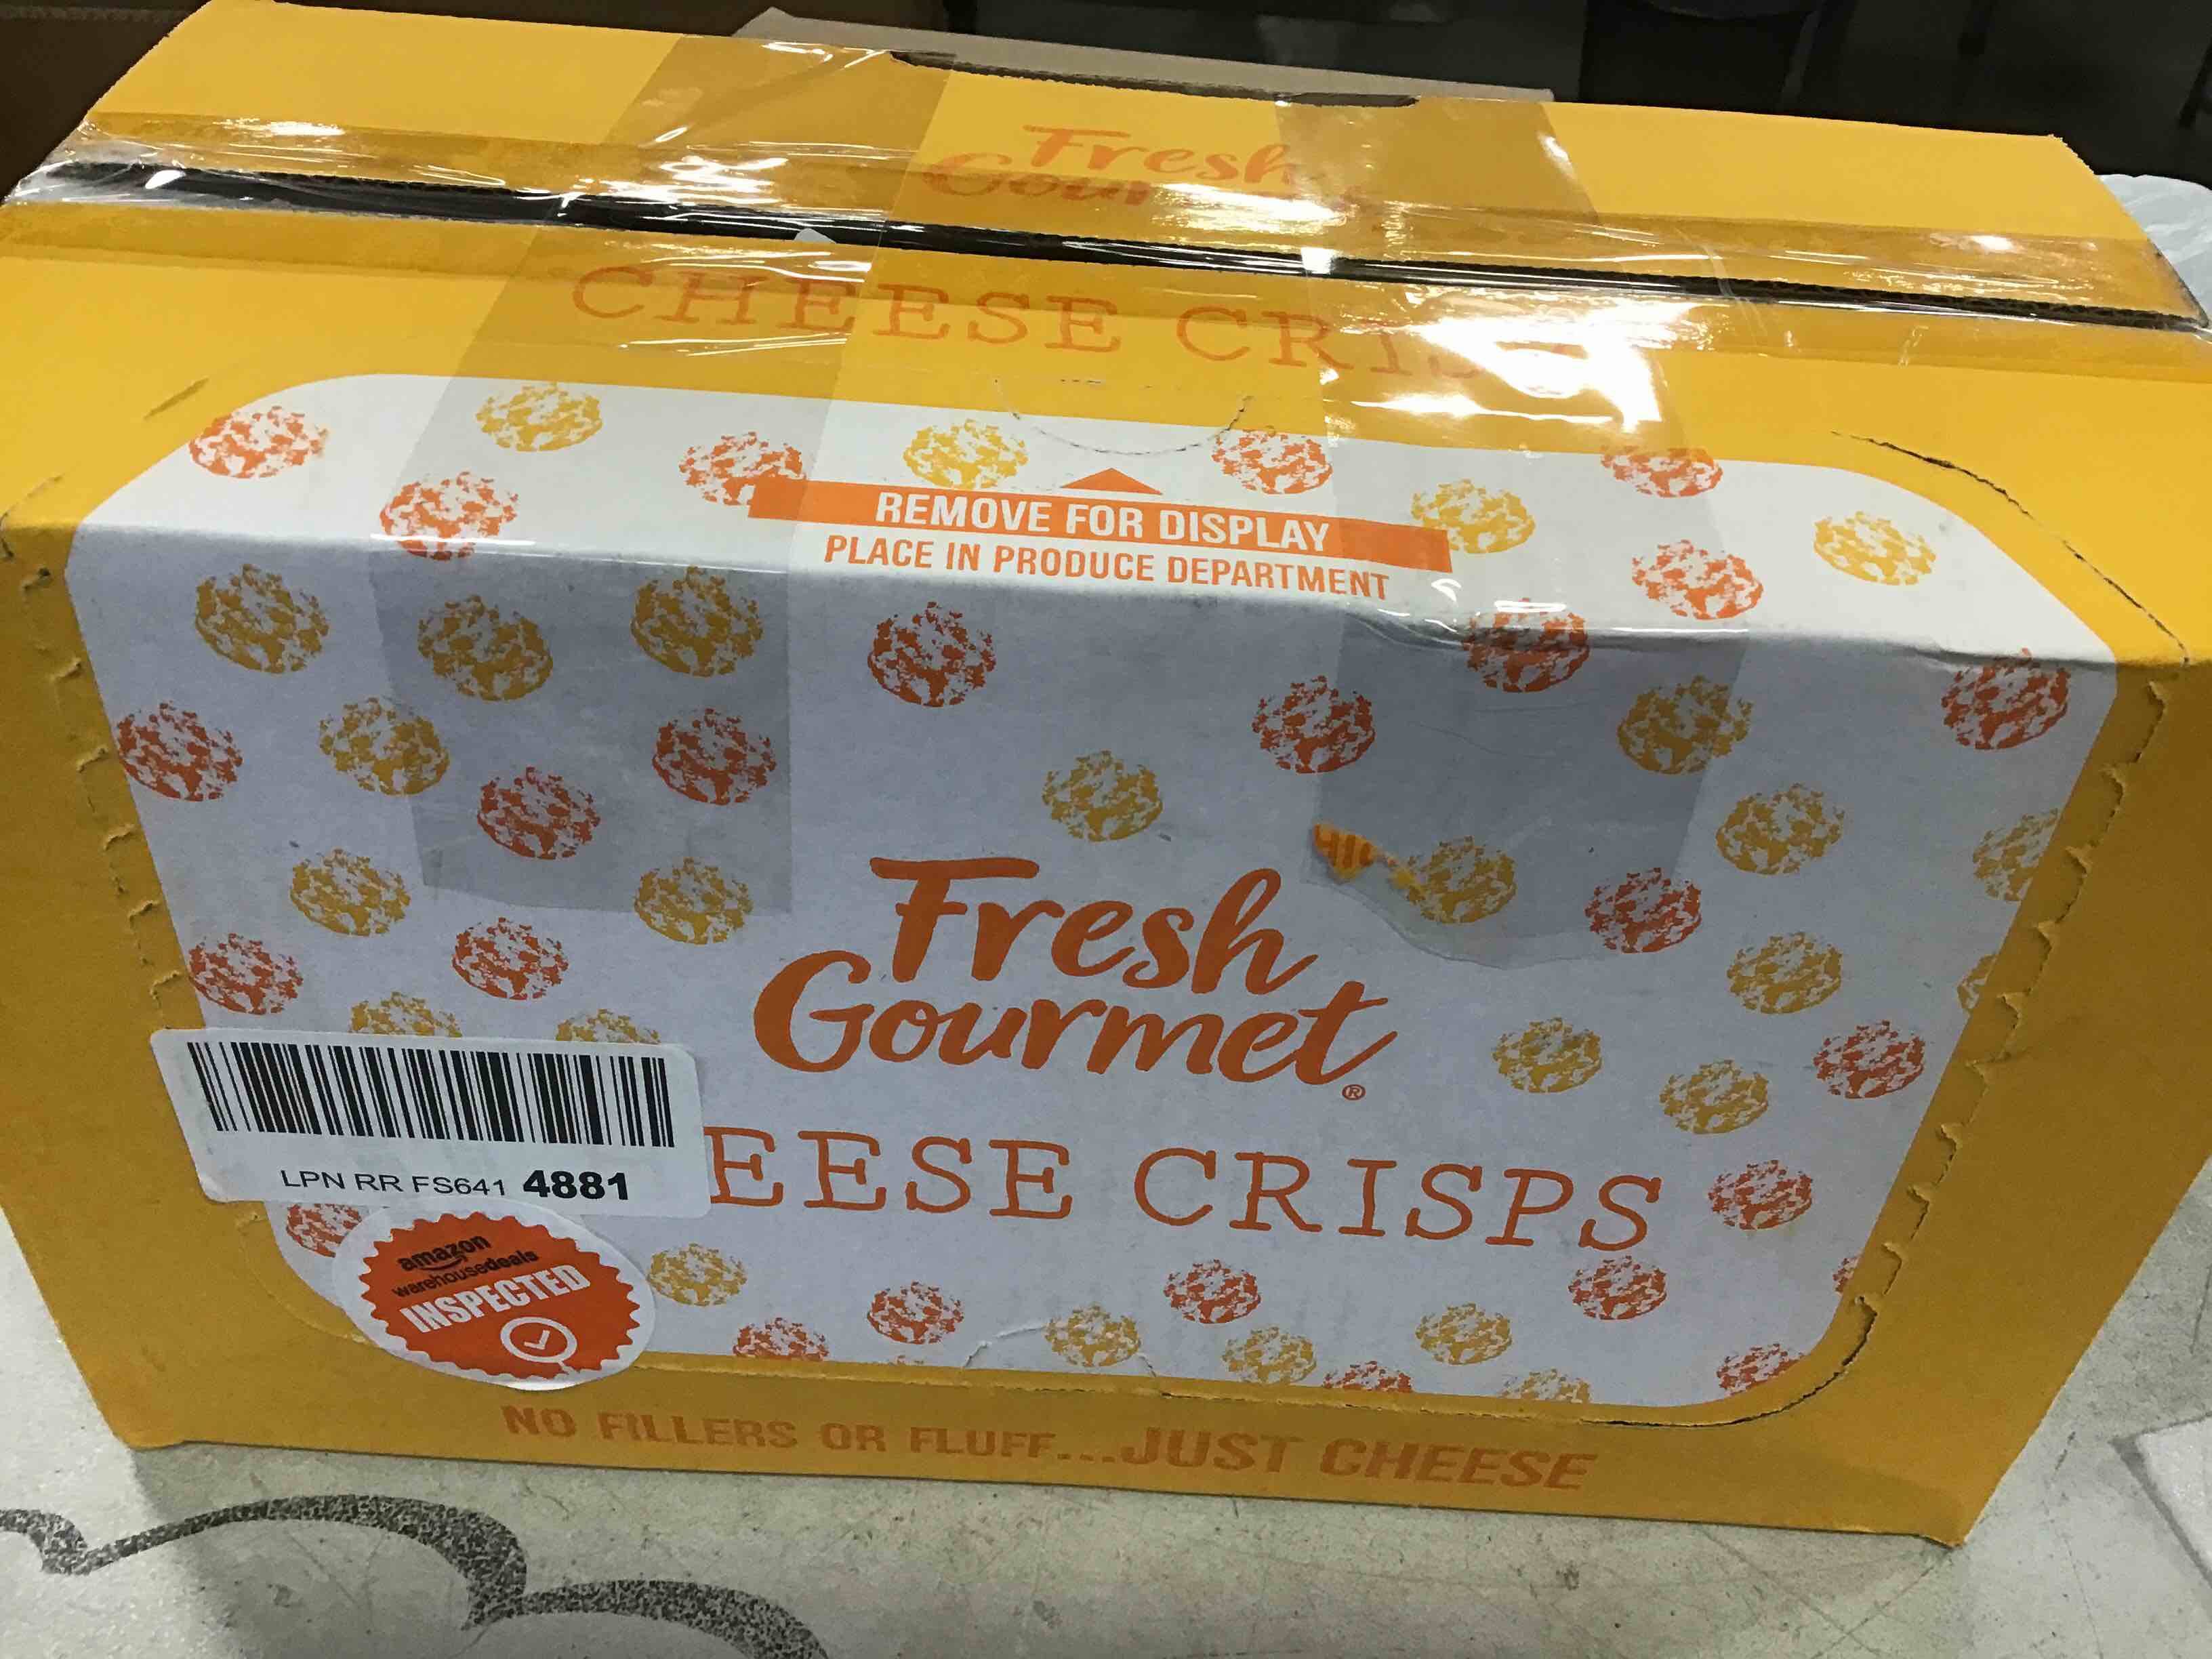 Fresh
CHEESE
REMOVE FOR DISPLAY
PLACE IN PRODUCE DEPARTMENT
Fresh
Gourmet®
EESE CRISPS
LPN RR FS641 4881
amazon
warehousedeals
INSPECTED
NO FILLERS OR FLUFF...JUST CHEESE